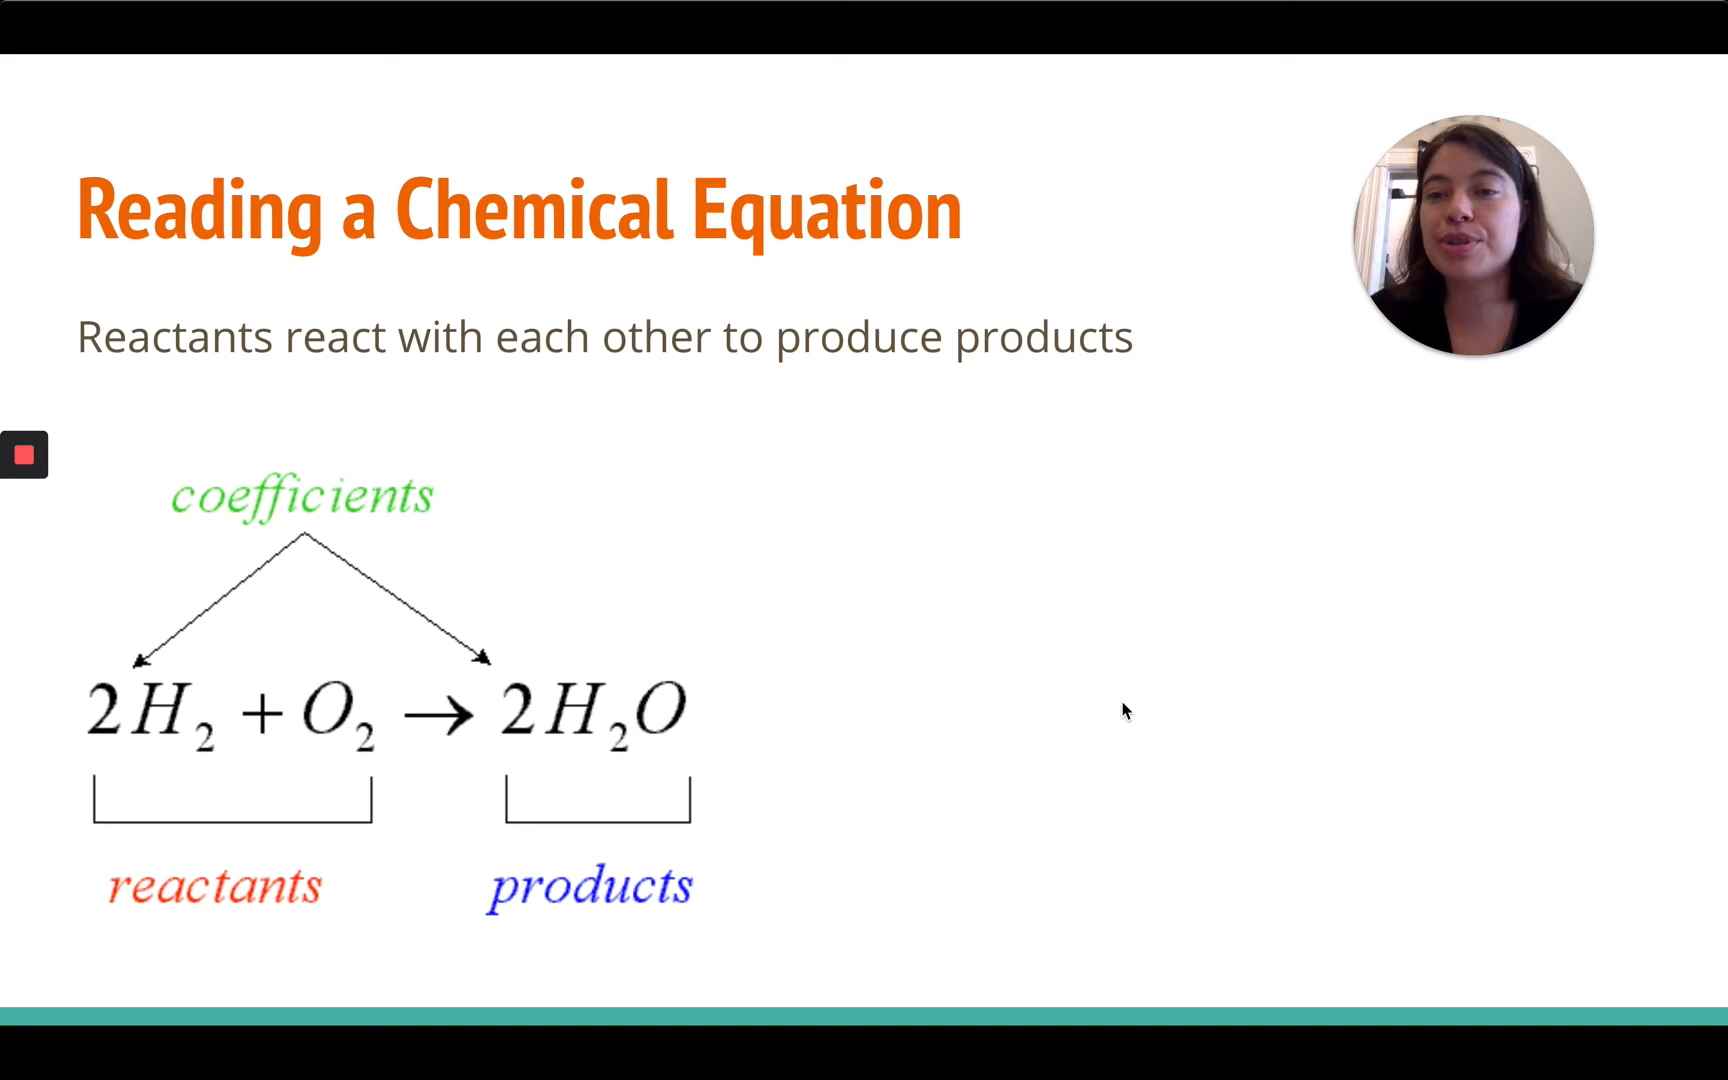 Reading a Chemical Equation
Reactants react with each other to produce products
coefficients
2H₂ + O₂ → 2H₂O
reactants products